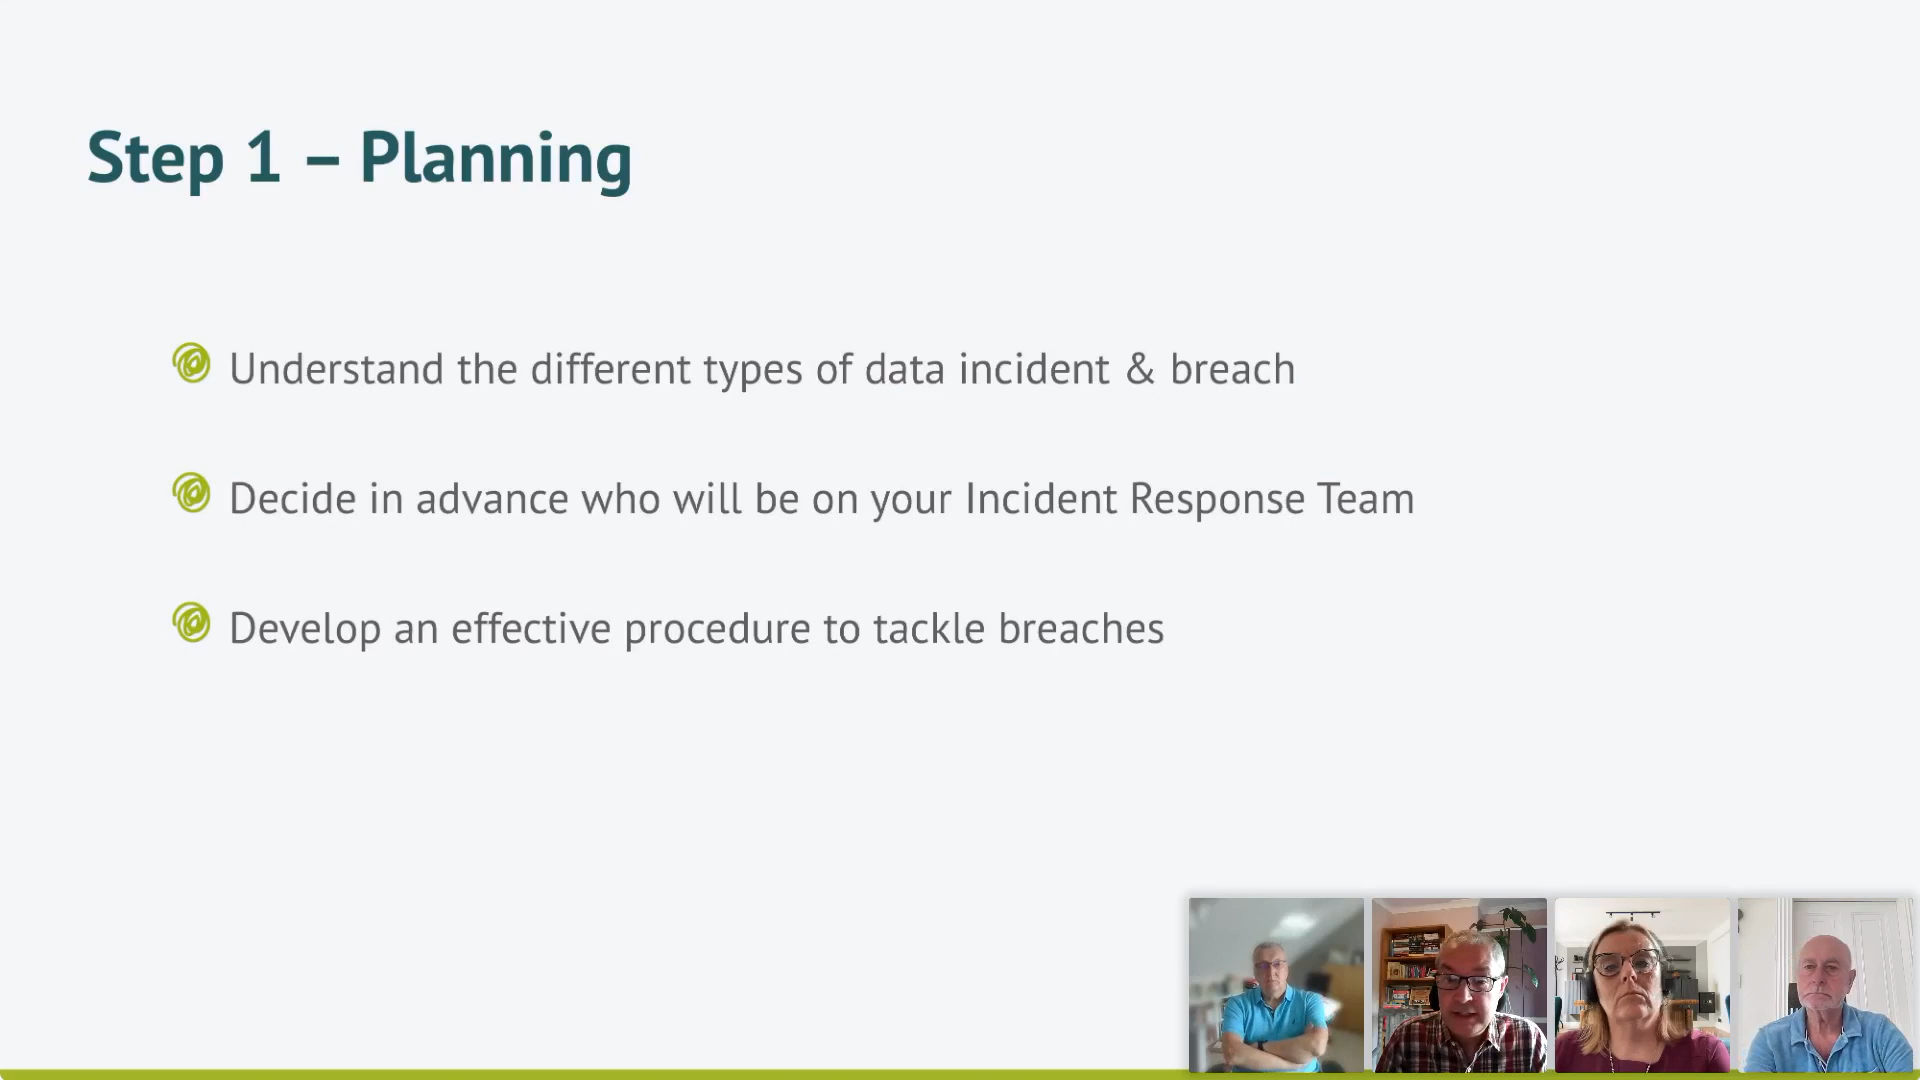 Step 1 – Planning
Understand the different types of data incident & breach
Decide in advance who will be on your Incident Response Team
Develop an effective procedure to tackle breaches